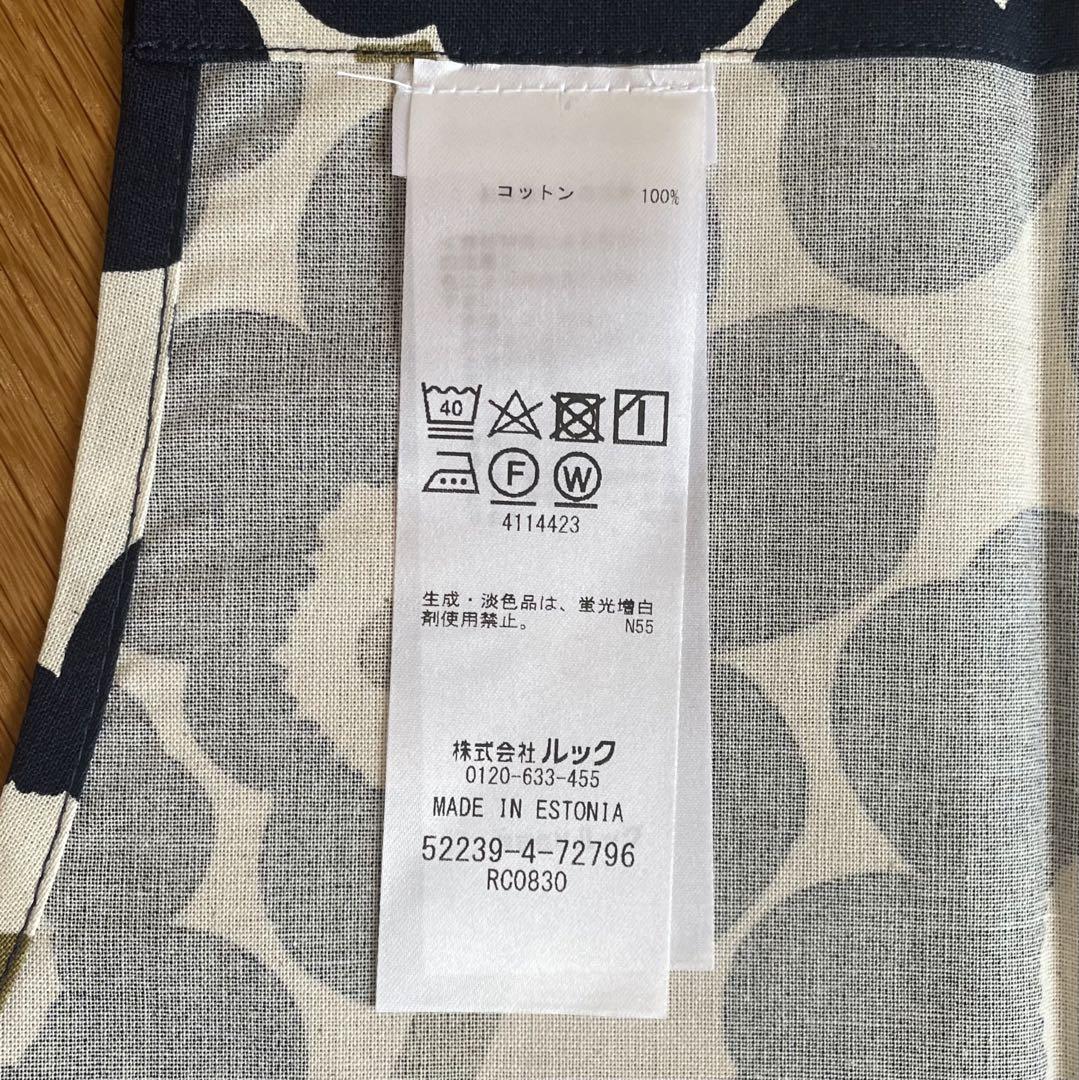 コットン 100%
40
F W
4114423
生成・淡色品は、蛍光増白
剤使用禁止。 N55
株式会社ルック
0120-633-455
MADE IN ESTONIA
52239-4-72796
RC0830